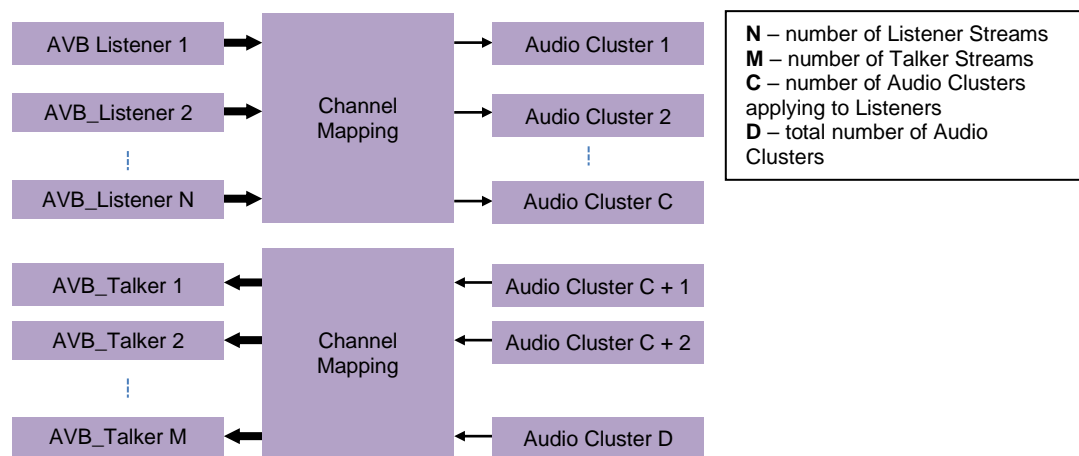 AVB Listener 1
Audio Cluster 1
AVB_Listener 2
Channel
Mapping
Audio Cluster 2
AVB_Listener N
Audio Cluster C
N – number of Listener Streams
M – number of Talker Streams
C – number of Audio Clusters
applying to Listeners
D – total number of Audio
Clusters
AVB_Talker 1
Audio Cluster C + 1
AVB_Talker 2
Channel
Mapping
Audio Cluster C + 2
AVB_Talker M
Audio Cluster D